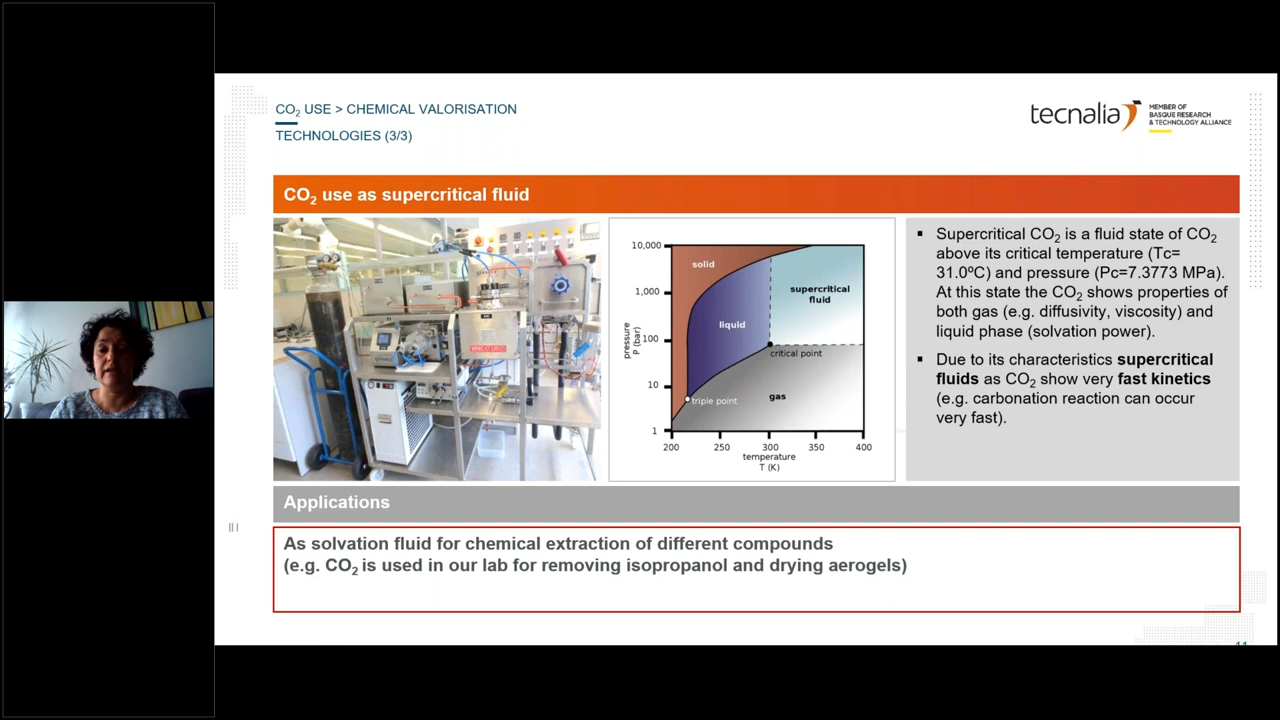 CO2 USE > CHEMICAL VALORISATION
TECHNOLOGIES (3/3)
tecnalia
MEMBER OF
BASQUE RESEARCH
& TECHNOLOGY ALLIANCE
CO2 use as supercritical fluid
10,000
1,000
100
10
1
pressure
P (bar)
solid
liquid
supercritical
fluid
critical point
triple point
gas
200
250
300
350
400
temperature
T (K)
▪ Supercritical CO2 is a fluid state of CO2
above its critical temperature (Tc=
31.0ºC) and pressure (Pc=7.3773 MPa).
At this state the CO2 shows properties of
both gas (e.g. diffusivity, viscosity) and
liquid phase (solvation power).
▪ Due to its characteristics supercritical
fluids as CO2 show very fast kinetics
(e.g. carbonation reaction can occur
very fast).
Applications
As solvation fluid for chemical extraction of different compounds
(e.g. CO2 is used in our lab for removing isopropanol and drying aerogels)